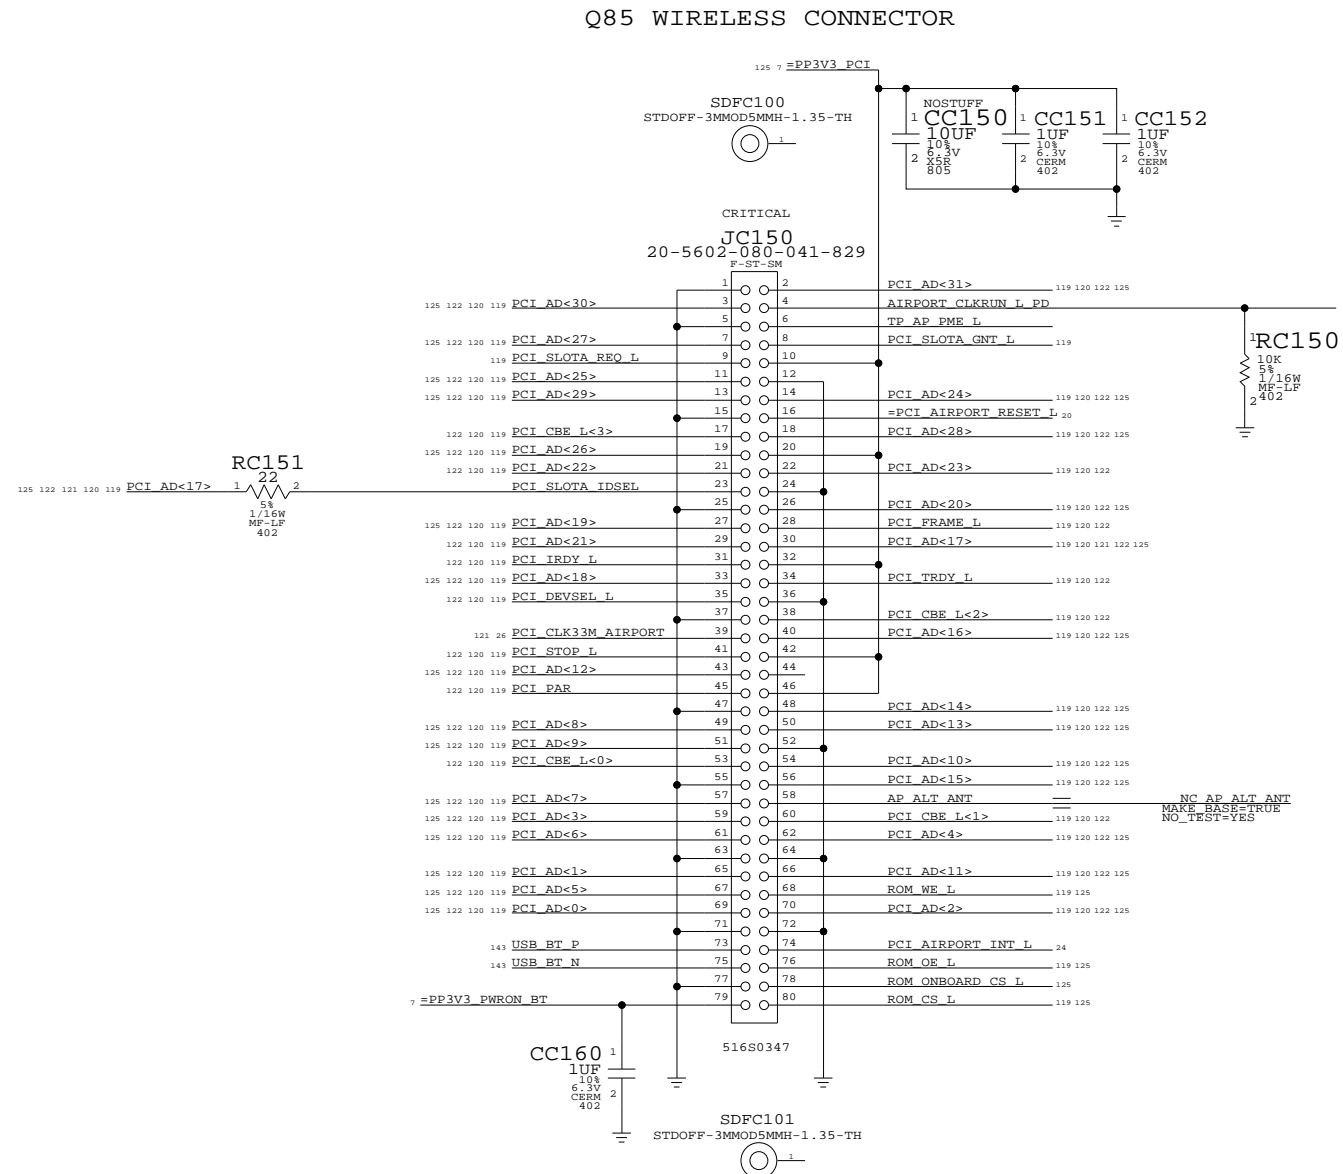 Q85 WIRELESS CONNECTOR
125 7 =PP3V3_PCI
SDFC100
STDOFF-3MMOD5MMH-1.35-TH
1
NOSTUFF
1 CC150
10UF
10%
6.3V
2 X5R
805
1 CC151
1UF
10%
6.3V
2 CERM
402
1 CC152
1UF
10%
6.3V
2 CERM
402
CRITICAL
JC150
20-5602-080-041-829
F-ST-SM
1 2 PCI_AD<31> 119 120 122 125
125 122 120 119 PCI_AD<30> 3 4 AIRPORT_CLKRUN_L_PD
5 6 TP_AP_PME_L
125 122 120 119 PCI_AD<27> 7 8 PCI_SLOTA_GNT_L 119
119 PCI_SLOTA_REQ_L 9 10
125 122 120 119 PCI_AD<25> 11 12
125 122 120 119 PCI_AD<29> 13 14 PCI_AD<24> 119 120 122 125
15 16 =PCI_AIRPORT_RESET_L 20
122 120 119 PCI_CBE_L<3> 17 18 PCI_AD<28> 119 120 122 125
125 122 120 119 PCI_AD<26> 19 20
122 120 119 PCI_AD<22> 21 22 PCI_AD<23> 119 120 122
PCI_SLOTA_IDSEL 23 24
25 26 PCI_AD<20> 119 120 122 125
125 122 120 119 PCI_AD<19> 27 28 PCI_FRAME_L 119 120 122
122 120 119 PCI_AD<21> 29 30 PCI_AD<17> 119 120 121 122 125
122 120 119 PCI_IRDY_L 31 32
125 122 120 119 PCI_AD<18> 33 34 PCI_TRDY_L 119 120 122
122 120 119 PCI_DEVSEL_L 35 36
37 38 PCI_CBE_L<2> 119 120 122
121 26 PCI_CLK33M_AIRPORT 39 40 PCI_AD<16> 119 120 122 125
122 120 119 PCI_STOP_L 41 42
125 122 120 119 PCI_AD<12> 43 44
122 120 119 PCI_PAR 45 46
47 48 PCI_AD<14> 119 120 122 125
125 122 120 119 PCI_AD<8> 49 50 PCI_AD<13> 119 120 122 125
125 122 120 119 PCI_AD<9> 51 52
122 120 119 PCI_CBE_L<0> 53 54 PCI_AD<10> 119 120 122 125
55 56 PCI_AD<15> 119 120 122 125
125 122 120 119 PCI_AD<7> 57 58 AP_ALT_ANT NC_AP_ALT_ANT
MAKE_BASE=TRUE
NO_TEST=YES
125 122 120 119 PCI_AD<3> 59 60 PCI_CBE_L<1> 119 120 122
125 122 120 119 PCI_AD<6> 61 62 PCI_AD<4> 119 120 122 125
63 64
125 122 120 119 PCI_AD<1> 65 66 PCI_AD<11> 119 120 122 125
125 122 120 119 PCI_AD<5> 67 68 ROM_WE_L 119 125
125 122 120 119 PCI_AD<0> 69 70 PCI_AD<2> 119 120 122 125
71 72
143 USB_BT_P 73 74 PCI_AIRPORT_INT_L 24
143 USB_BT_N 75 76 ROM_OE_L 119 125
77 78 ROM_ONBOARD_CS_L 125
7 =PP3V3_PWRON_BT 79 80 ROM_CS_L 119 125
516S0347
1 RC150
10K
5%
1/16W
MF-LF
2 402
RC151
22
125 122 121 120 119 PCI_AD<17> 1 2
5%
1/16W
MF-LF
402
CC160 1
1UF
10%
6.3V
CERM 2
402
SDFC101
STDOFF-3MMOD5MMH-1.35-TH
1